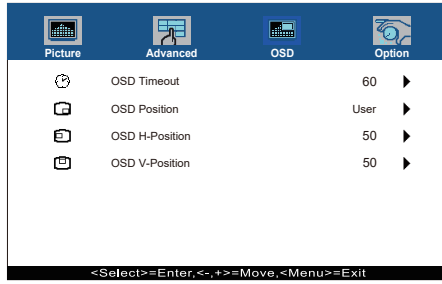 Picture Advanced OSD Option
OSD Timeout 60
OSD Position User
OSD H-Position 50
OSD V-Position 50
<Select>=Enter,<-,+>=Move,<Menu>=Exit